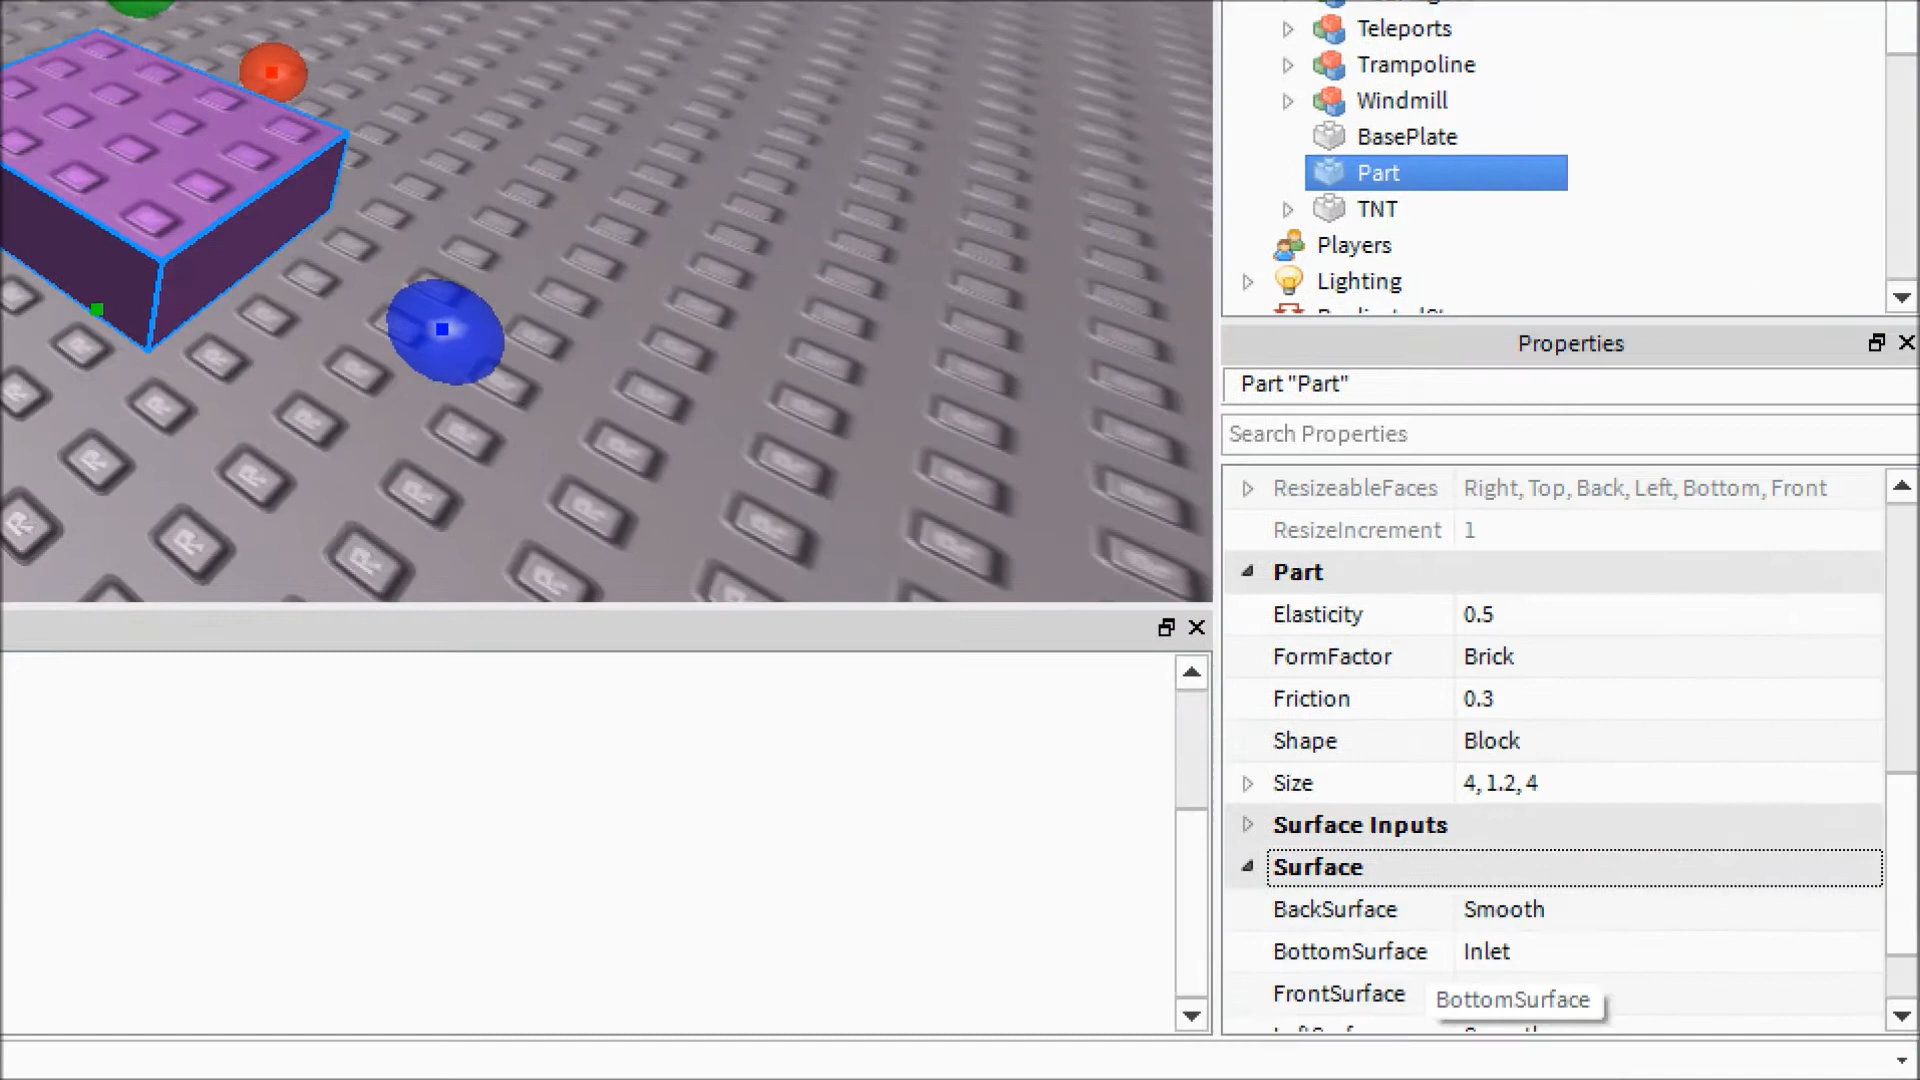 Teleports
Trampoline
Windmill
BasePlate
Part
TNT
Players
Lighting
Properties
Part "Part"
Search Properties
ResizeableFaces Right, Top, Back, Left, Bottom, Front
ResizeIncrement 1
Part
Elasticity 0.5
FormFactor Brick
Friction 0.3
Shape Block
Size 4, 1.2, 4
Surface Inputs
Surface
BackSurface Smooth
BottomSurface Inlet
FrontSurface
BottomSurface